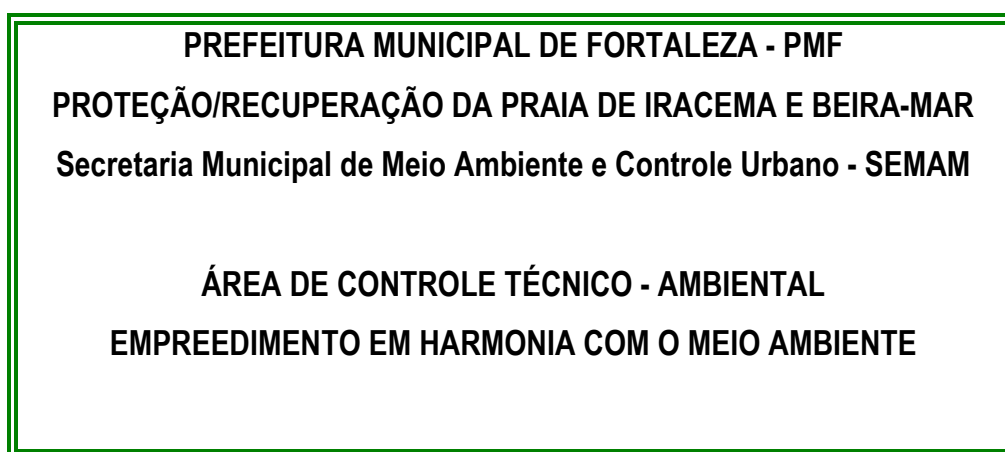 PREFEITURA MUNICIPAL DE FORTALEZA - PMF
PROTEÇÃO/RECUPERAÇÃO DA PRAIA DE IRACEMA E BEIRA-MAR
Secretaria Municipal de Meio Ambiente e Controle Urbano - SEMAM
ÁREA DE CONTROLE TÉCNICO - AMBIENTAL
EMPREEDIMENTO EM HARMONIA COM O MEIO AMBIENTE